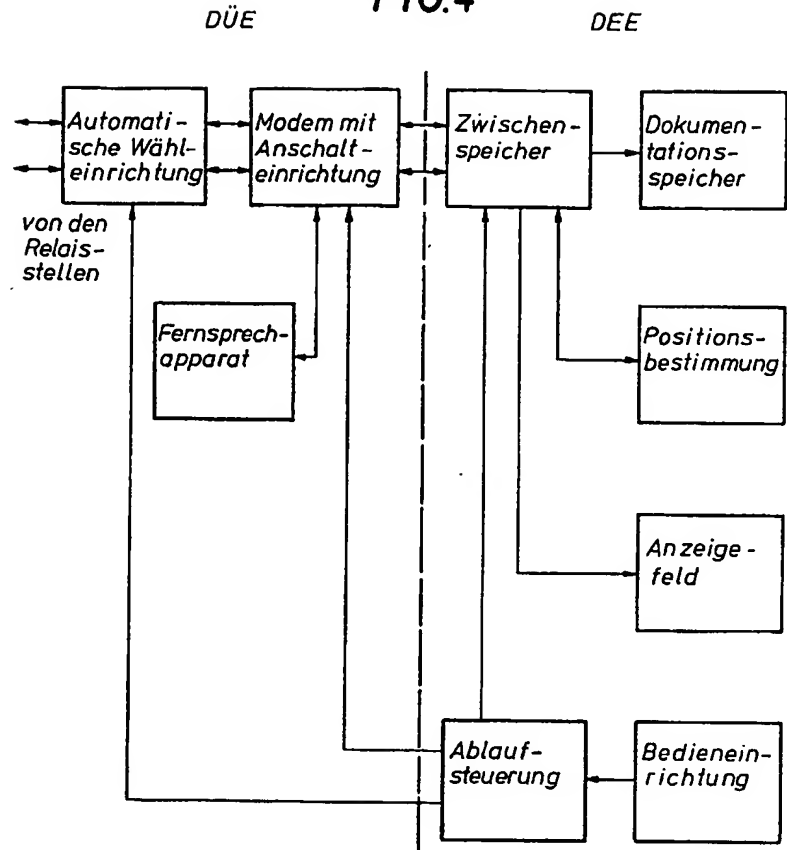 FIG.4
DÜE
DEE
Automati-
sche Wähl-
einrichtung
Modem mit
Anschalt-
einrichtung
Zwischen-
speicher
Dokumen-
tations-
speicher
von den
Relais-
stellen
Fernsprech-
apparat
Positions-
bestimmung
Anzeige-
feld
Ablauf-
steuerung
Bedienein-
richtung